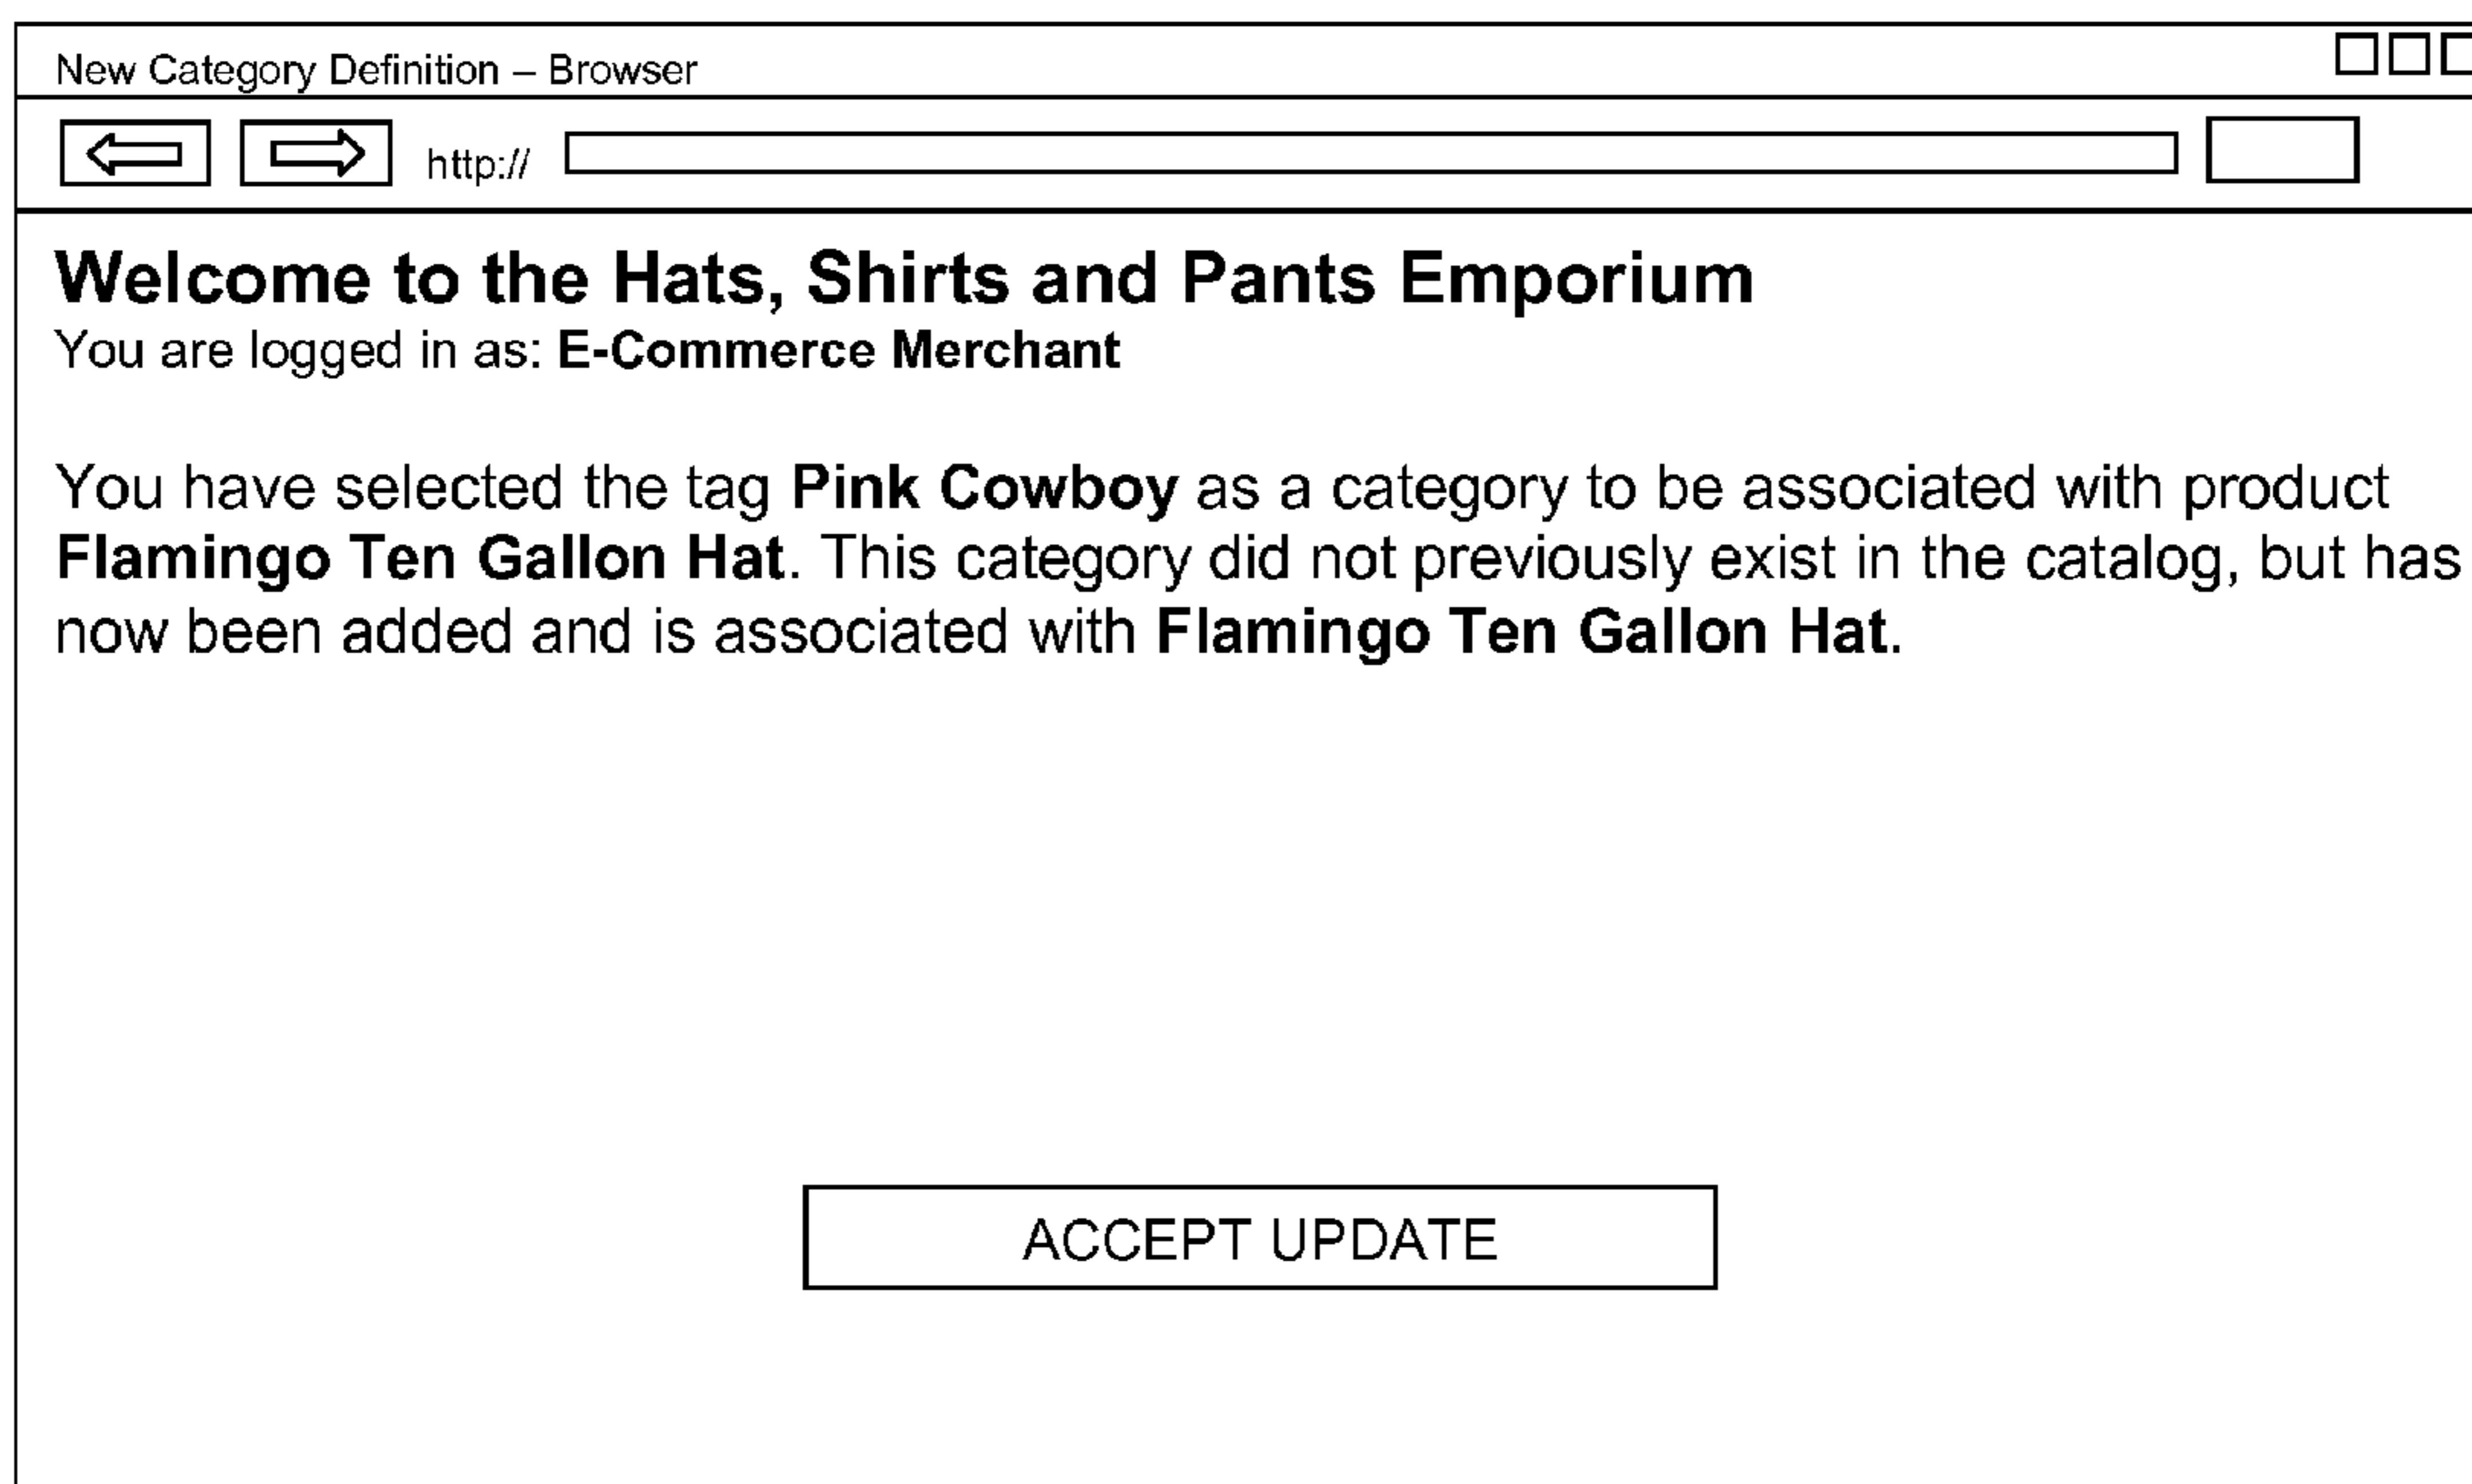 New Category Definition – Browser
http://
Welcome to the Hats, Shirts and Pants Emporium
You are logged in as: E-Commerce Merchant
You have selected the tag Pink Cowboy as a category to be associated with product
Flamingo Ten Gallon Hat. This category did not previously exist in the catalog, but has
now been added and is associated with Flamingo Ten Gallon Hat.
ACCEPT UPDATE